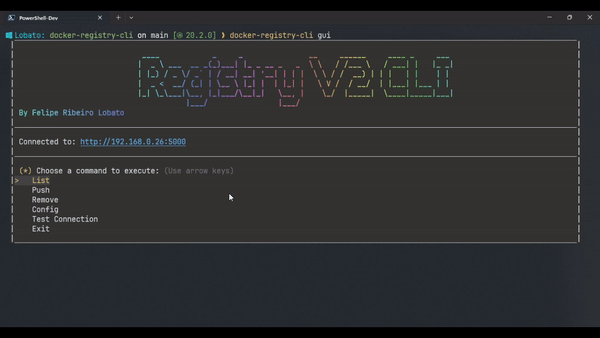 PowerShell-Dev
Lobato: docker-registry-cli on main [⊛ 20.2.0] ❯ docker-registry-cli gui
Registry V2 CLI
By Felipe Ribeiro Lobato
Connected to: http://192.168.0.26:5000
(*) Choose a command to execute: (Use arrow keys)
> List
Push
Remove
Config
Test Connection
Exit